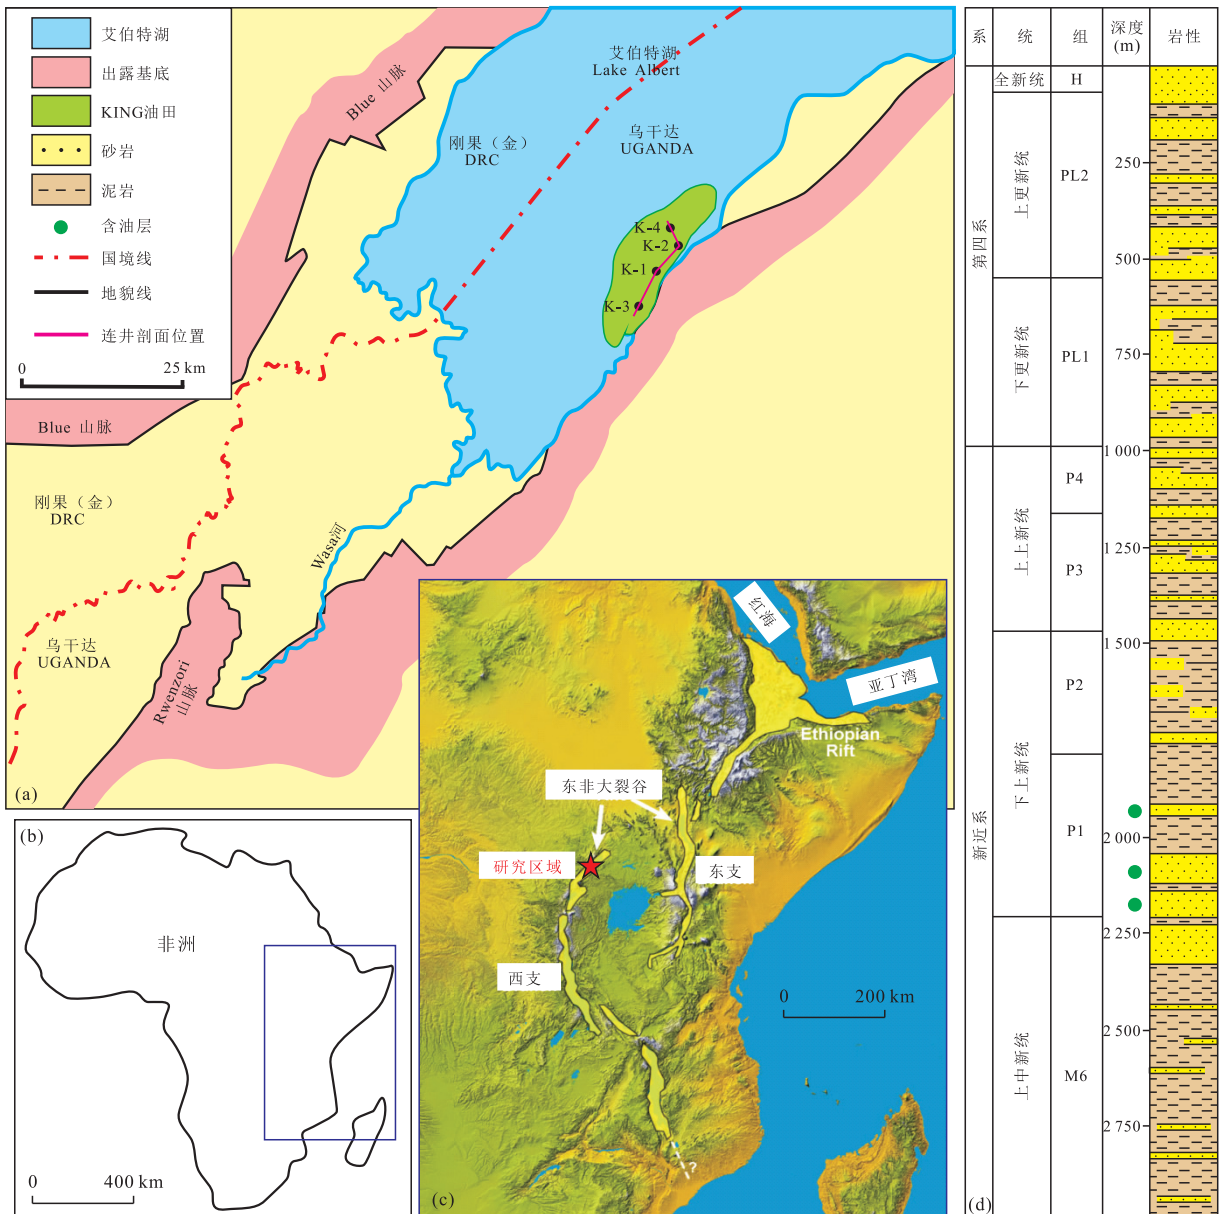 艾伯特湖
出露基底
KING油田
砂岩
泥岩
含油层
国境线
地貌线
连井剖面位置
0 25 km
Blue 山脉
艾伯特湖
Lake Albert
刚果（金）
DRC
乌干达
UGANDA
K-4
K-2
K-1
K-3
Blue 山脉
刚果（金）
DRC
Wasa河
乌干达
UGANDA
Rwenzori
山脉
(a)
(b)
非洲
0 400 km
红海
亚丁湾
Ethiopian
Rift
东非大裂谷
研究区域
东支
西支
0 200 km
?
(c)
系 统 组 深度 岩性
(m)
全新统 H
第四系
上更新统 PL2
250
500
下更新统 PL1
750
1 000
新近系
上上新统 P4
P3
1 250
1 500
下上新统 P2
P1
2 000
2 250
上中新统 M6
2 500
2 750
(d)